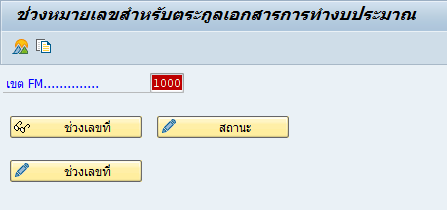 ช่วงหมายเลขสำหรับตระกูลเอกสารการทำงบประมาณ
เขต FM.............. 1000
ช่วงเลขที่ สถานะ
ช่วงเลขที่